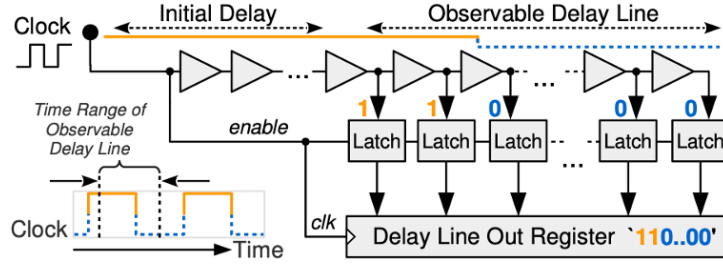 Clock
Initial Delay
Observable Delay Line
...
...
Time Range of
Observable
Delay Line
enable
1 1 0 0 0
Latch Latch Latch Latch Latch
...
Clock
Time
clk
Delay Line Out Register `110..00'